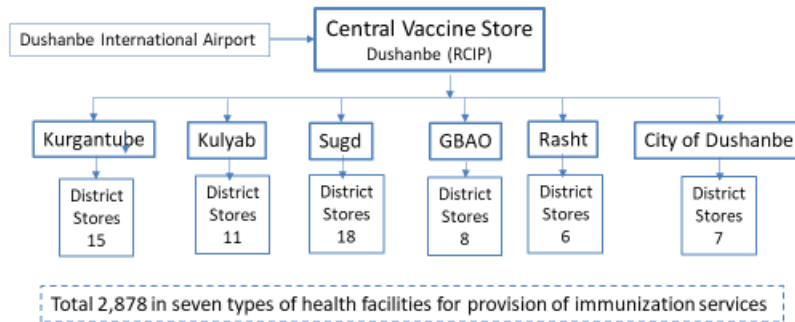 Central Vaccine Store
Dushanbe International Airport
Dushanbe (RCIP)
Kurgantube
Kulyab
Sugd
GBAO
Rasht
City of Dushanbe
District
Stores
15
District
Stores
11
District
Stores
18
District
Stores
8
District
Stores
6
District
Stores
7
Total 2,878 in seven types of health facilities for provision of immunization services